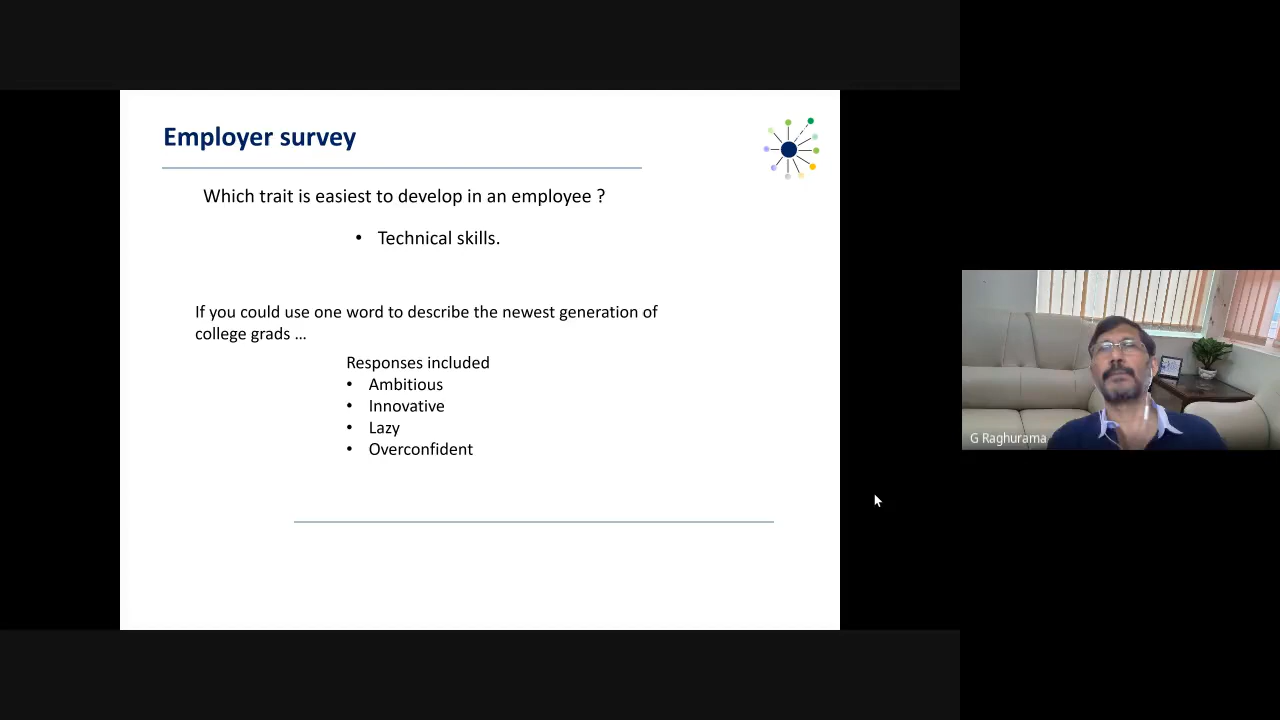 Employer survey
Which trait is easiest to develop in an employee ?
• Technical skills.
If you could use one word to describe the newest generation of
college grads ...
Responses included
• Ambitious
• Innovative
• Lazy
• Overconfident
G Raghurama